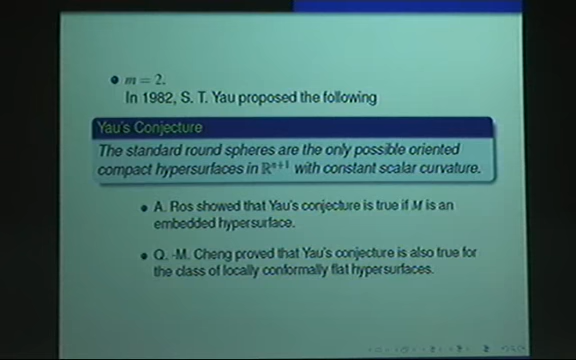 • m = 2.
In 1982, S. T. Yau proposed the following
Yau's Conjecture
The standard round spheres are the only possible oriented
compact hypersurfaces in ℝⁿ⁺¹ with constant scalar curvature.
• A. Ros showed that Yau's conjecture is true if M is an
embedded hypersurface.
• Q. -M. Cheng proved that Yau's conjecture is also true for
the class of locally conformally flat hypersurfaces.